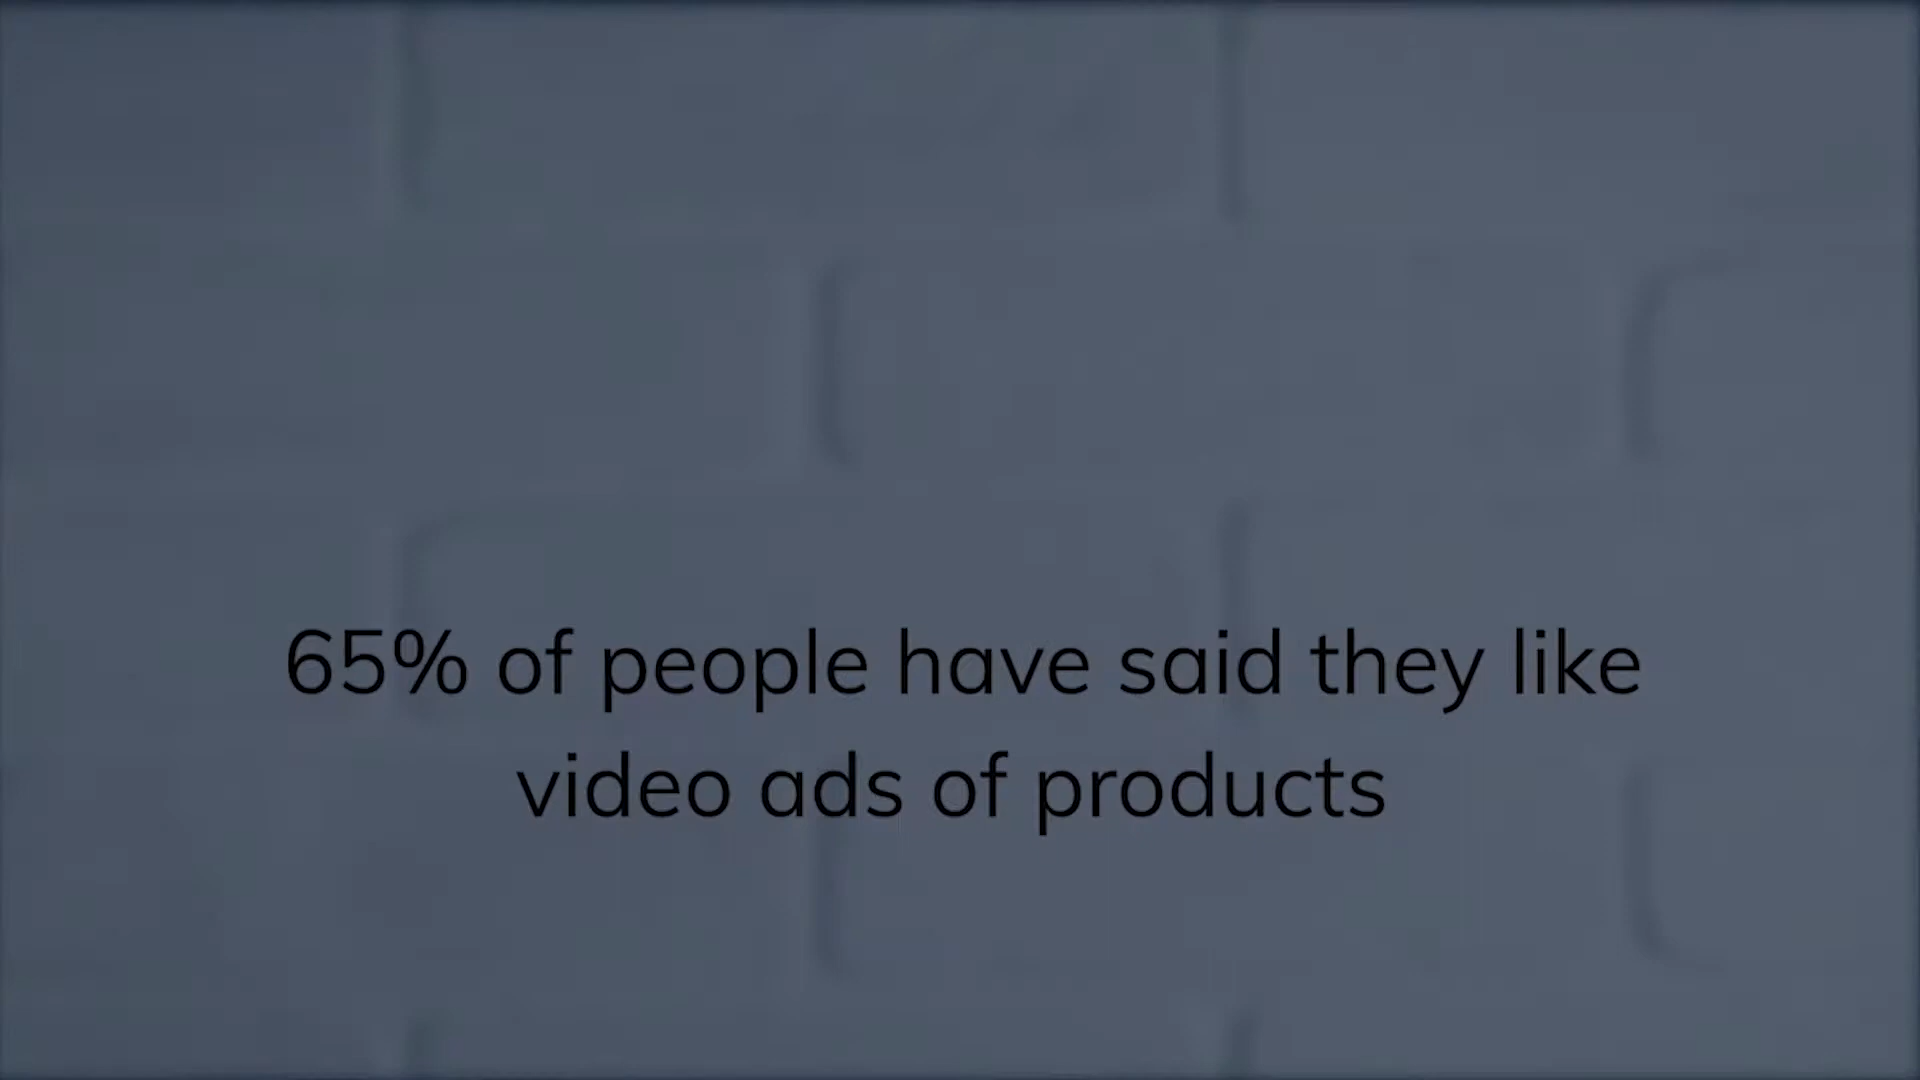 65% of people have said they like
video ads of products